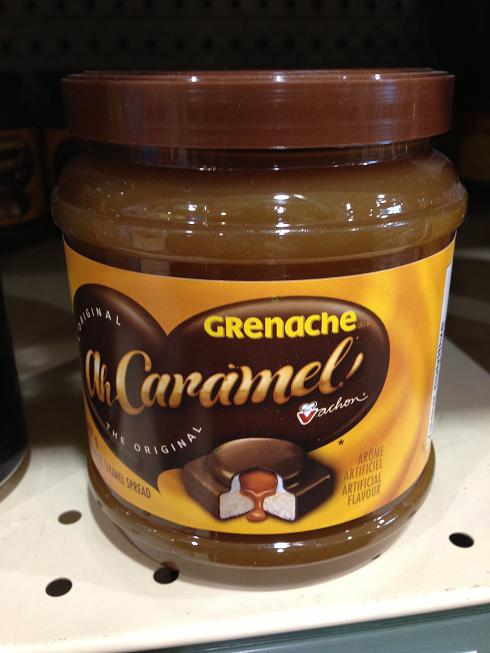 ORIGINAL
GRenache
Ah Caramel
Vachon
THE ORIGINAL
CARAMEL SPREAD
*
ARÔME
ARTIFICIEL
ARTIFICIAL
FLAVOUR